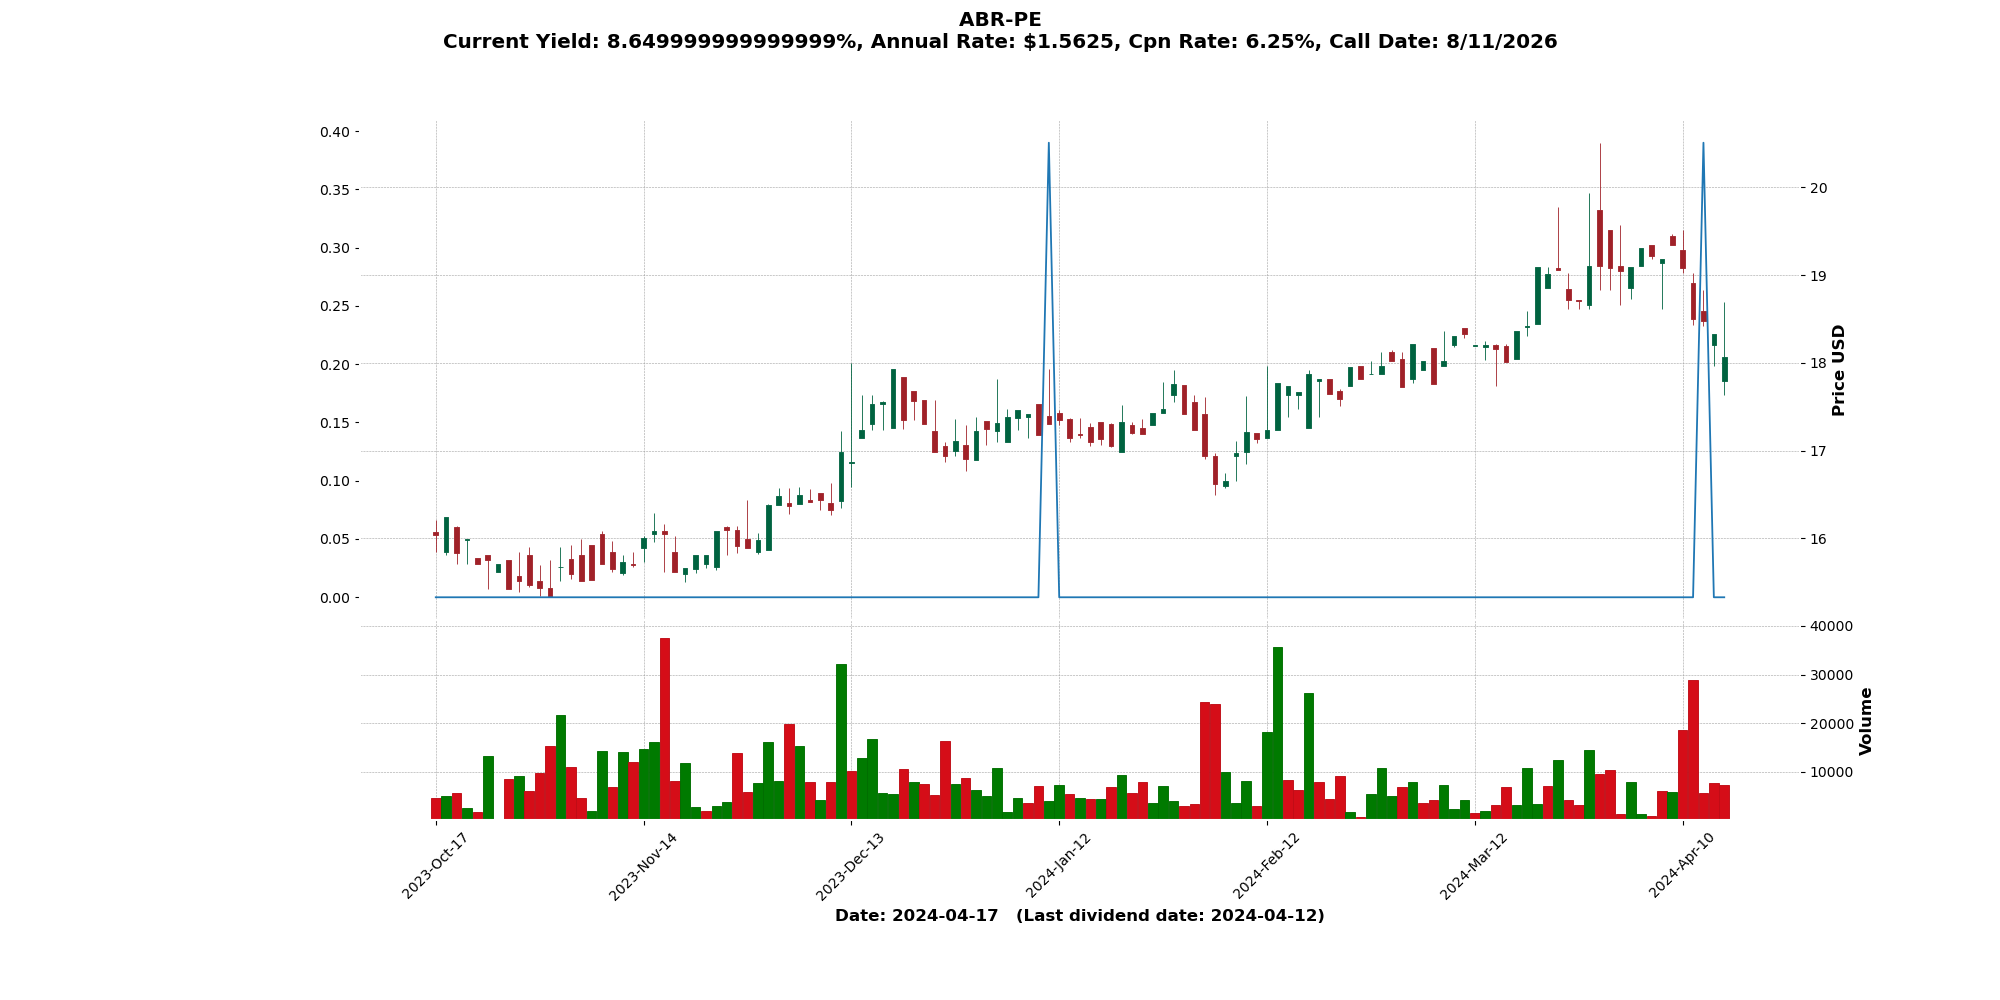 ABR-PE
Current Yield: 8.649999999999999%, Annual Rate: $1.5625, Cpn Rate: 6.25%, Call Date: 8/11/2026
0.40
0.35
0.30
0.25
0.20
0.15
0.10
0.05
0.00
20
19
18
17
16
Price USD
40000
30000
20000
10000
Volume
2023-Oct-17
2023-Nov-14
2023-Dec-13
2024-Jan-12
2024-Feb-12
2024-Mar-12
2024-Apr-10
Date: 2024-04-17 (Last dividend date: 2024-04-12)